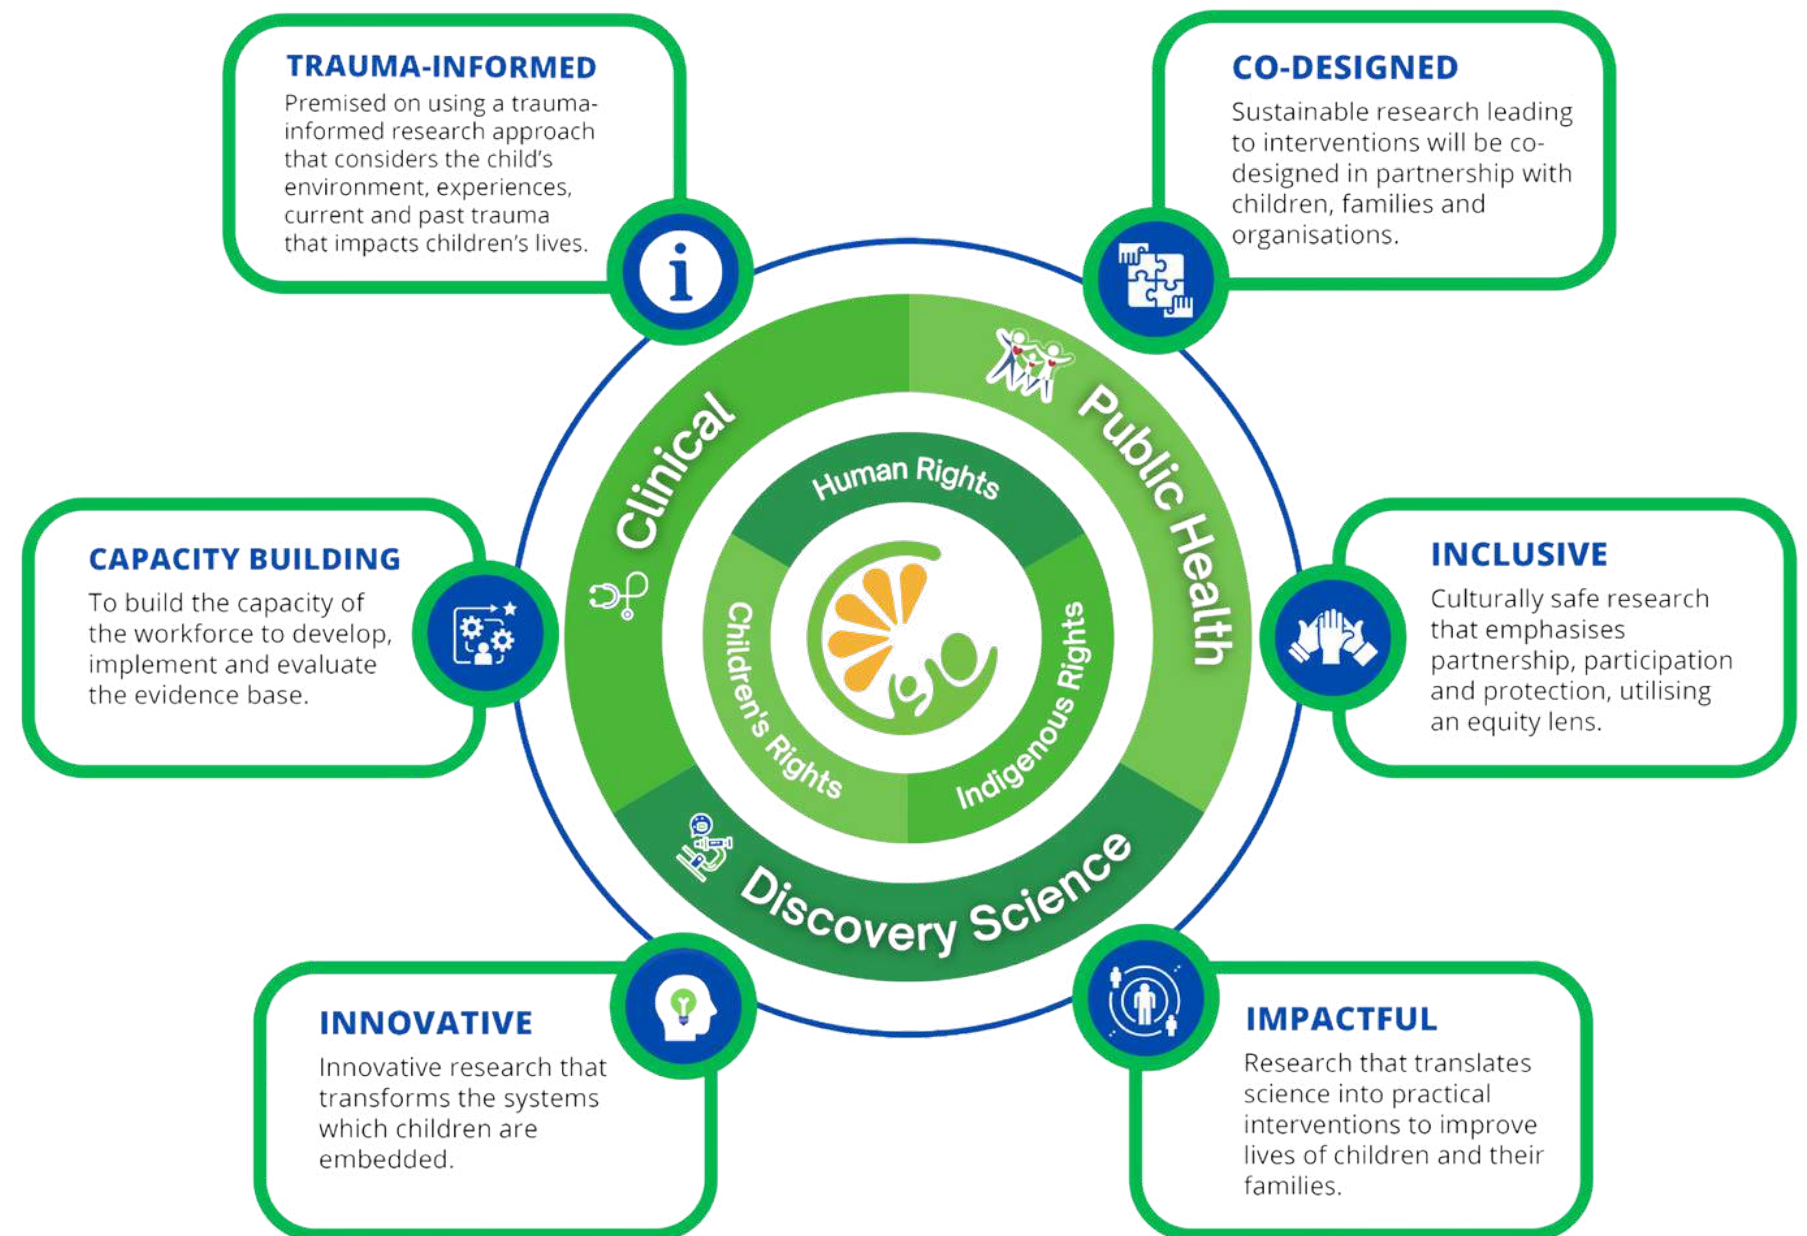 TRAUMA-INFORMED
Premised on using a trauma-
informed research approach
that considers the child's
environment, experiences,
current and past trauma
that impacts children's lives.
CO-DESIGNED
Sustainable research leading
to interventions will be co-
designed in partnership with
children, families and
organisations.
Clinical
Public Health
Human Rights
Children's Rights
Indigenous Rights
Discovery Science
CAPACITY BUILDING
To build the capacity of
the workforce to develop,
implement and evaluate
the evidence base.
INCLUSIVE
Culturally safe research
that emphasises
partnership, participation
and protection, utilising
an equity lens.
INNOVATIVE
Innovative research that
transforms the systems
which children are
embedded.
IMPACTFUL
Research that translates
science into practical
interventions to improve
lives of children and their
families.